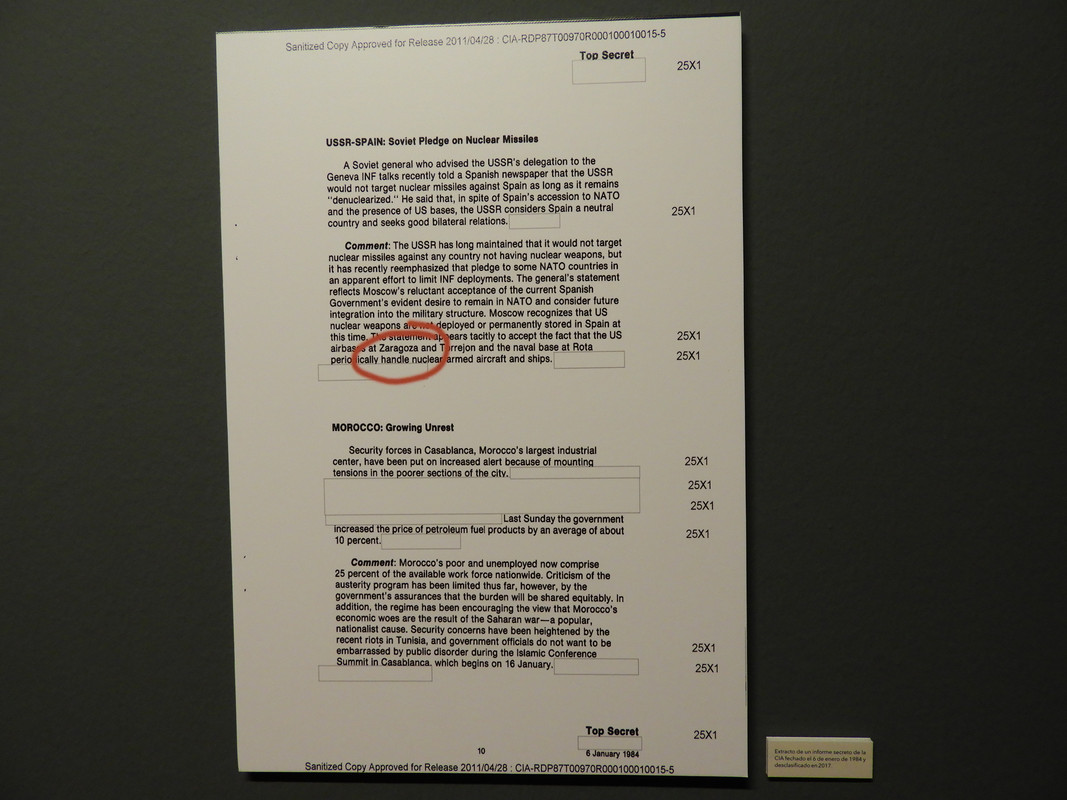 Sanitized Copy Approved for Release 2011/04/28 : CIA-RDP87T00970R000100010015-5
Top Secret
25X1
USSR-SPAIN: Soviet Pledge on Nuclear Missiles
A Soviet general who advised the USSR's delegation to the
Geneva INF talks recently told a Spanish newspaper that the USSR
would not target nuclear missiles against Spain as long as it remains
"denuclearized." He said that, in spite of Spain's accession to NATO
and the presence of US bases, the USSR considers Spain a neutral
25X1
country and seeks good bilateral relations.
Comment: The USSR has long maintained that it would not target
nuclear missiles against any country not having nuclear weapons, but
it has recently reemphasized that pledge to some NATO countries in
an apparent effort to limit INF deployments. The general's statement
reflects Moscow's reluctant acceptance of the current Spanish
Government's evident desire to remain in NATO and consider future
integration into the military structure. Moscow recognizes that US
nuclear weapons are not deployed or permanently stored in Spain at
this time. The statement appears tacitly to accept the fact that the US
25X1
airbases at Zaragoza and Torrejon and the naval base at Rota
periodically handle nuclear-armed aircraft and ships.
25X1
MOROCCO: Growing Unrest
Security forces in Casablanca, Morocco's largest industrial
center, have been put on increased alert because of mounting
25X1
tensions in the poorer sections of the city.
25X1
25X1
Last Sunday the government
increased the price of petroleum fuel products by an average of about
25X1
10 percent.
Comment: Morocco's poor and unemployed now comprise
25 percent of the available work force nationwide. Criticism of the
austerity program has been limited thus far, however, by the
government's assurances that the burden will be shared equitably. In
addition, the regime has been encouraging the view that Morocco's
economic woes are the result of the Saharan war—a popular,
nationalist cause. Security concerns have been heightened by the
recent riots in Tunisia, and government officials do not want to be
embarrassed by public disorder during the Islamic Conference
25X1
Summit in Casablanca, which begins on 16 January.
25X1
Top Secret
25X1
10
6 January 1984
Sanitized Copy Approved for Release 2011/04/28 : CIA-RDP87T00970R000100010015-5
Extracto de un informe secreto de la
CIA fechado el 6 de enero de 1984 y
desclasificado en 2017.